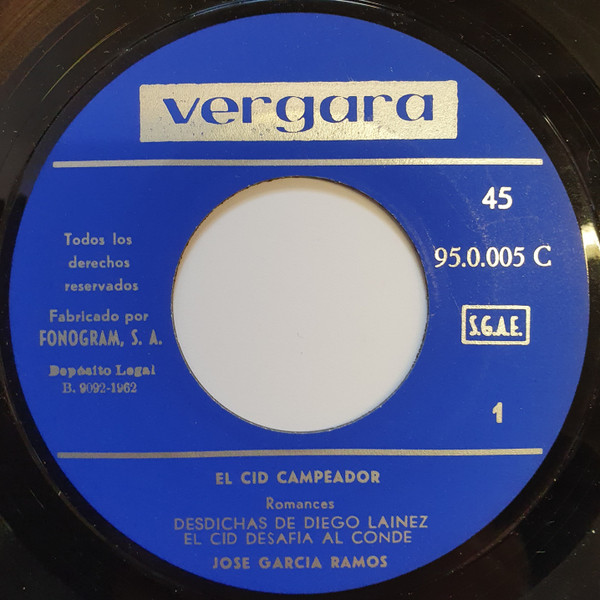 vergara
45
95.0.005 C
Todos los
derechos
reservados
Fabricado por
FONOGRAM, S. A.
Depósito Legal
B. 9092-1962
S.G.A.E.
1
EL CID CAMPEADOR
Romances
DESDICHAS DE DIEGO LAINEZ
EL CID DESAFIA AL CONDE
JOSE GARCIA RAMOS